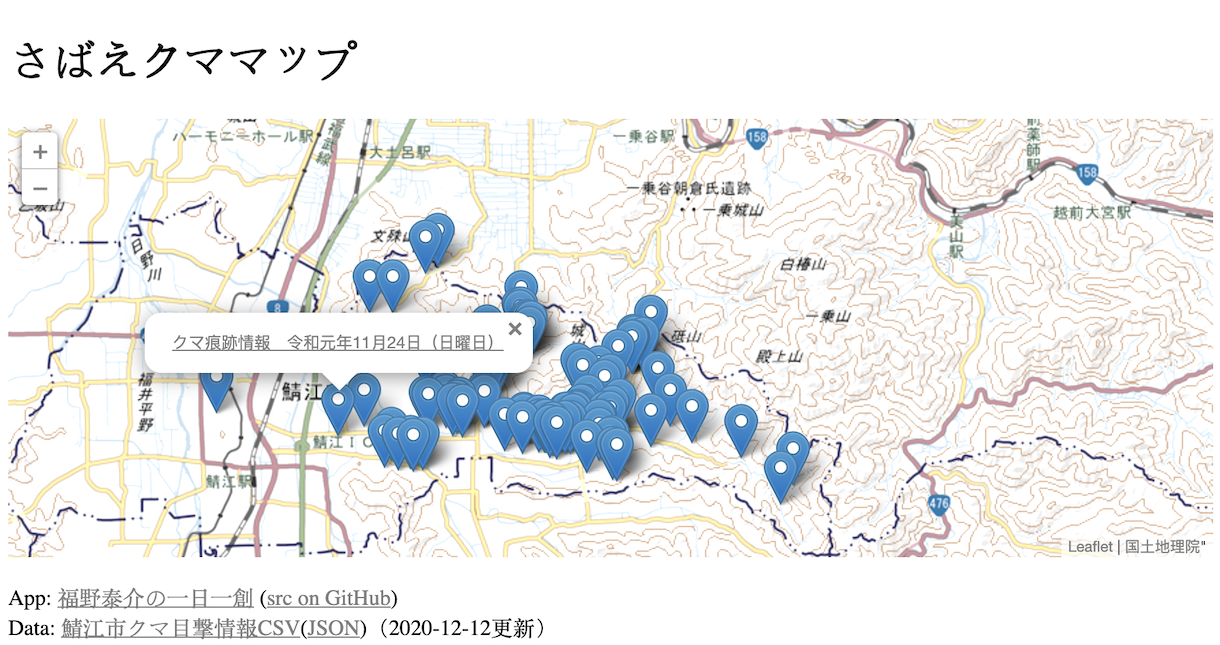 さばえクママップ
+
−
ハーモニーホール駅
福武線
大土呂駅
一乗谷駅
158
158
一乗谷朝倉氏遺跡
一乗城山
越前大宮駅
美山駅
日野川
文殊山
白椿山
一乗山
8
砥山
殿上山
クマ痕跡情報　令和元年11月24日（日曜日）
×
鯖江
福井平野
鯖江IC
鯖江駅
476
Leaflet | 国土地理院"
App: 福野泰介の一日一創 (src on GitHub)
Data: 鯖江市クマ目撃情報CSV(JSON)（2020-12-12更新）